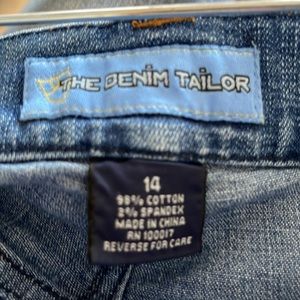 THE DENIM TAILOR
14
98% COTTON
2% SPANDEX
MADE IN CHINA
RN 100017
REVERSE FOR CARE